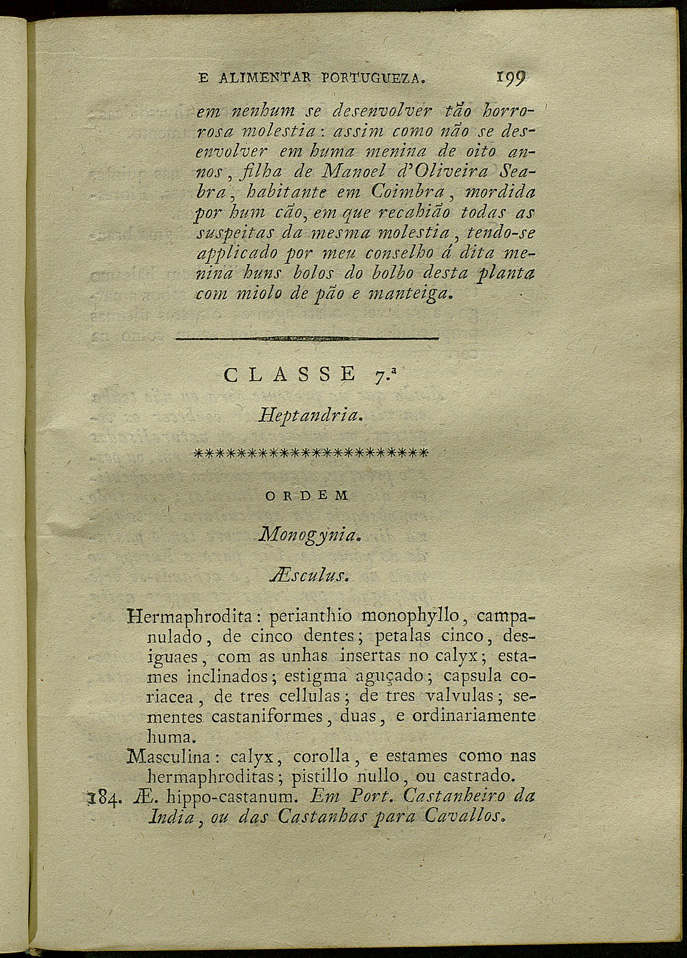 E ALIMENTAR PORTUGUEZA. 199
em nenhum se desenvolver tão horro-
rosa molestia: assim como não se des-
envolver em huma menina de oito an-
nos, filha de Manoel d'Oliveira Sea-
bra, habitante em Coimbra, mordida
por hum cão, em que recahião todas as
suspeitas da mesma molestia, tendo-se
applicado por meu conselho á dita me-
nina huns bolos do bolbo desta planta
com miolo de pão e manteiga.
CLASSE 7.ª
Heptandria.
**********************
ORDEM
Monogynia.
Æsculus.
Hermaphrodita: perianthio monophyllo, campa-
nulado, de cinco dentes; petalas cinco, des-
iguaes, com as unhas insertas no calyx; esta-
mes inclinados; estigma aguçado; capsula co-
riacea, de tres cellulas; de tres valvulas; se-
mentes castaniformes, duas, e ordinariamente
huma.
Masculina: calyx, corolla, e estames como nas
hermaphroditas; pistillo nullo, ou castrado.
184. Æ. hippo-castanum. Em Port. Castanheiro da
India, ou das Castanhas para Cavallos.